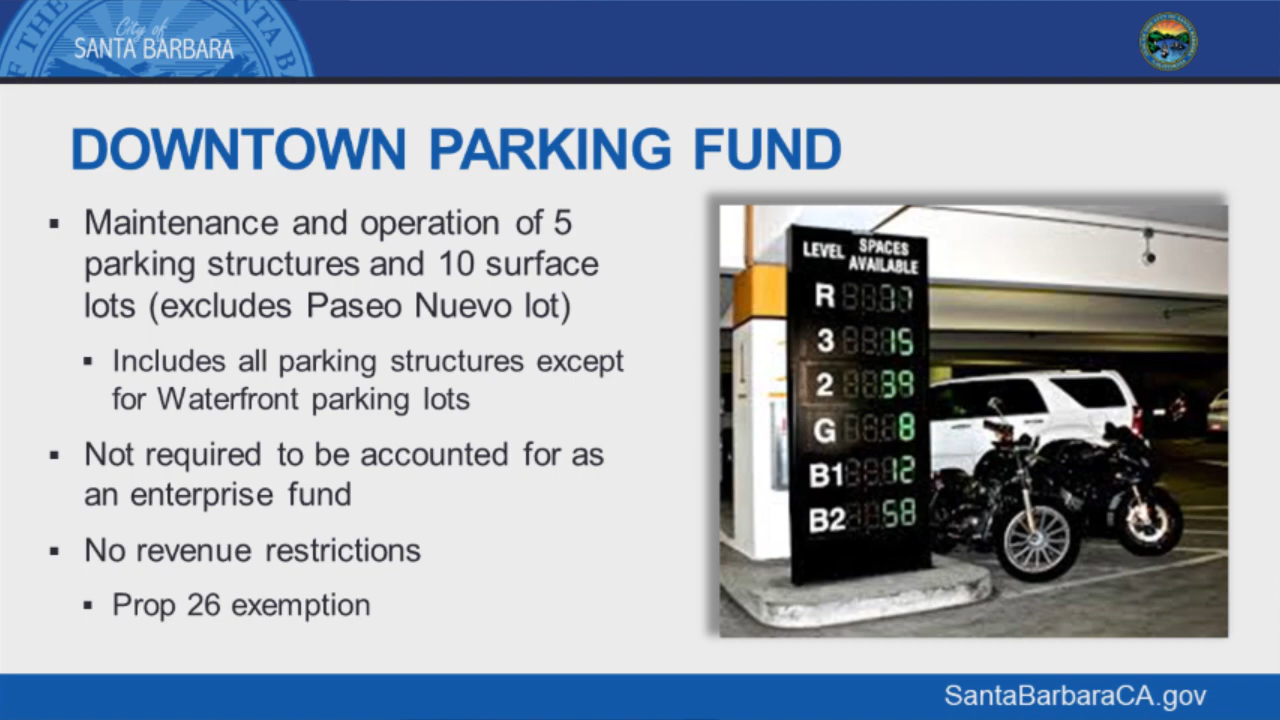 City of
SANTA BARBARA
DOWNTOWN PARKING FUND
▪ Maintenance and operation of 5
parking structures and 10 surface
lots (excludes Paseo Nuevo lot)
▪ Includes all parking structures except
for Waterfront parking lots
▪ Not required to be accounted for as
an enterprise fund
▪ No revenue restrictions
▪ Prop 26 exemption
LEVEL SPACES
AVAILABLE
R 17
3 15
2 39
G 8
B1 12
B2 58
SantaBarbaraCA.gov